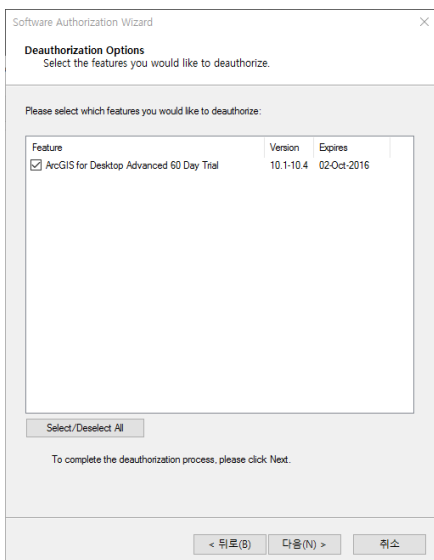 Software Authorization Wizard
Deauthorization Options
Select the features you would like to deauthorize.
Please select which features you would like to deauthorize:
Feature Version Expires
ArcGIS for Desktop Advanced 60 Day Trial 10.1-10.4 02-Oct-2016
Select/Deselect All
To complete the deauthorization process, please click Next.
< 뒤로(B) 다음(N) > 취소